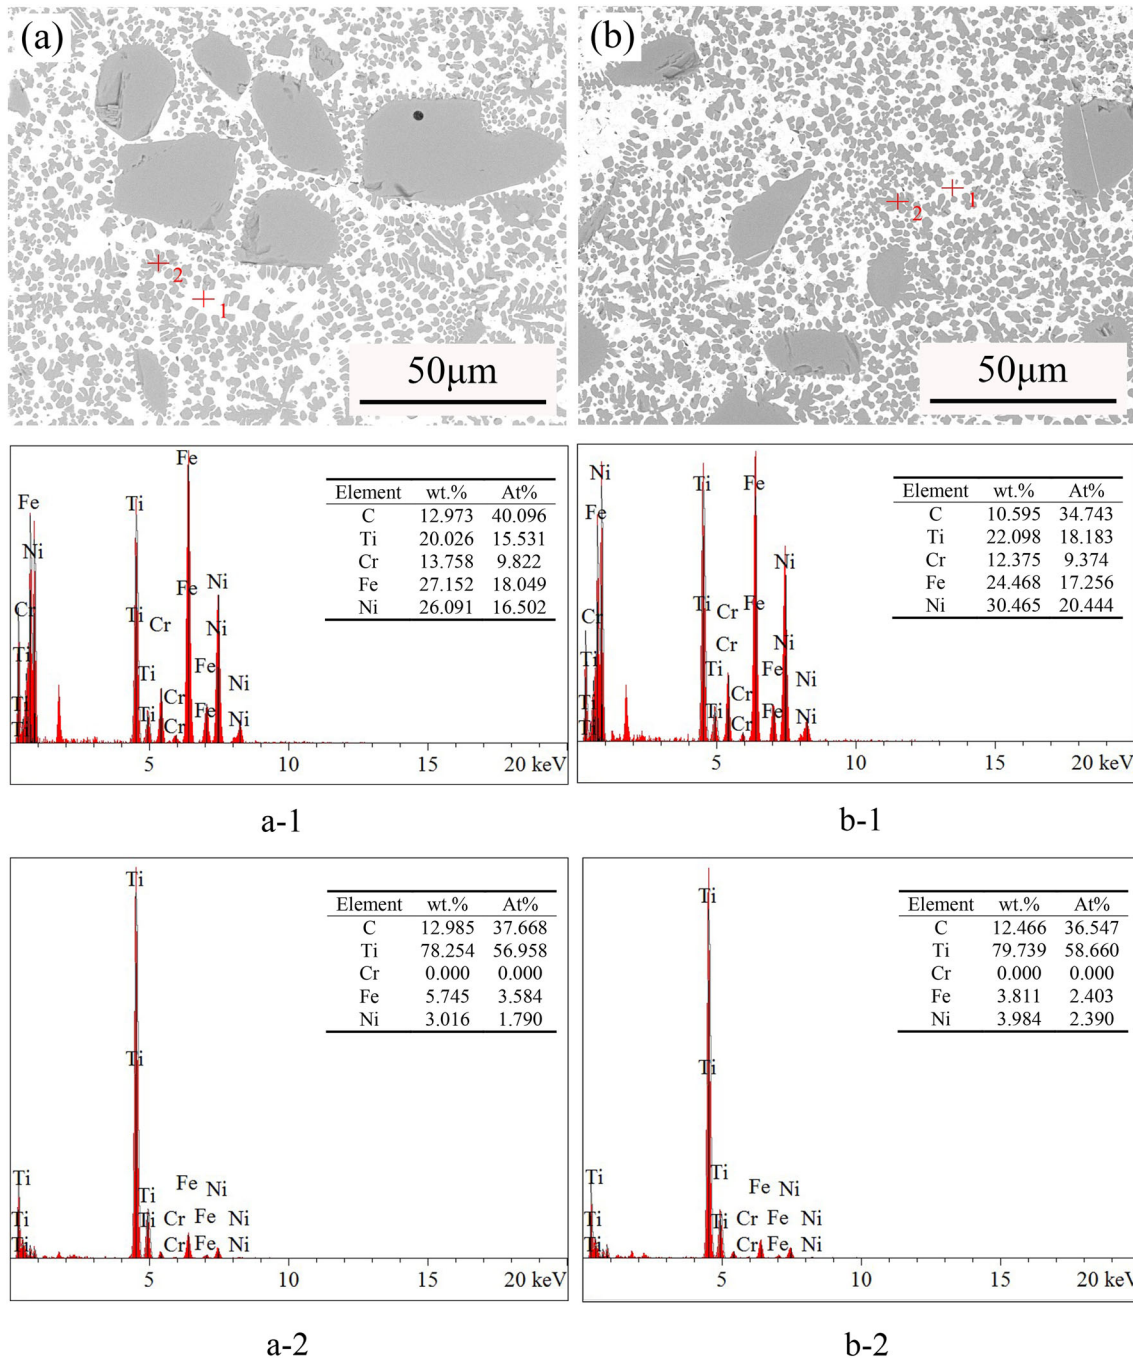 (a)
(b)
2
1
1
2
50μm
50μm
Fe
Ni
Cr
Ti
Ti
Ti
Ti
Ti
Ti
Ti
Cr
Cr
Cr
Fe
Fe
Fe
Fe
Ni
Ni
Ni
Ni
Element wt.% At%
C 12.973 40.096
Ti 20.026 15.531
Cr 13.758 9.822
Fe 27.152 18.049
Ni 26.091 16.502
5 10 15 20 keV
a-1
Ni
Fe
Cr
Ti
Ti
Ti
Ti
Ti
Ti
Ti
Cr
Cr
Cr
Cr
Fe
Fe
Fe
Fe
Ni
Ni
Ni
Ni
Element wt.% At%
C 10.595 34.743
Ti 22.098 18.183
Cr 12.375 9.374
Fe 24.468 17.256
Ni 30.465 20.444
5 10 15 20 keV
b-1
Ti
Ti
Ti
Ti
Ti
Ti
Ti
Fe
Ni
Cr
Fe
Ni
Cr
Fe
Ni
Element wt.% At%
C 12.985 37.668
Ti 78.254 56.958
Cr 0.000 0.000
Fe 5.745 3.584
Ni 3.016 1.790
5 10 15 20 keV
a-2
Ti
Ti
Ti
Ti
Ti
Ti
Ti
Fe
Ni
Cr
Fe
Ni
Cr
Fe
Ni
Element wt.% At%
C 12.466 36.547
Ti 79.739 58.660
Cr 0.000 0.000
Fe 3.811 2.403
Ni 3.984 2.390
5 10 15 20 keV
b-2